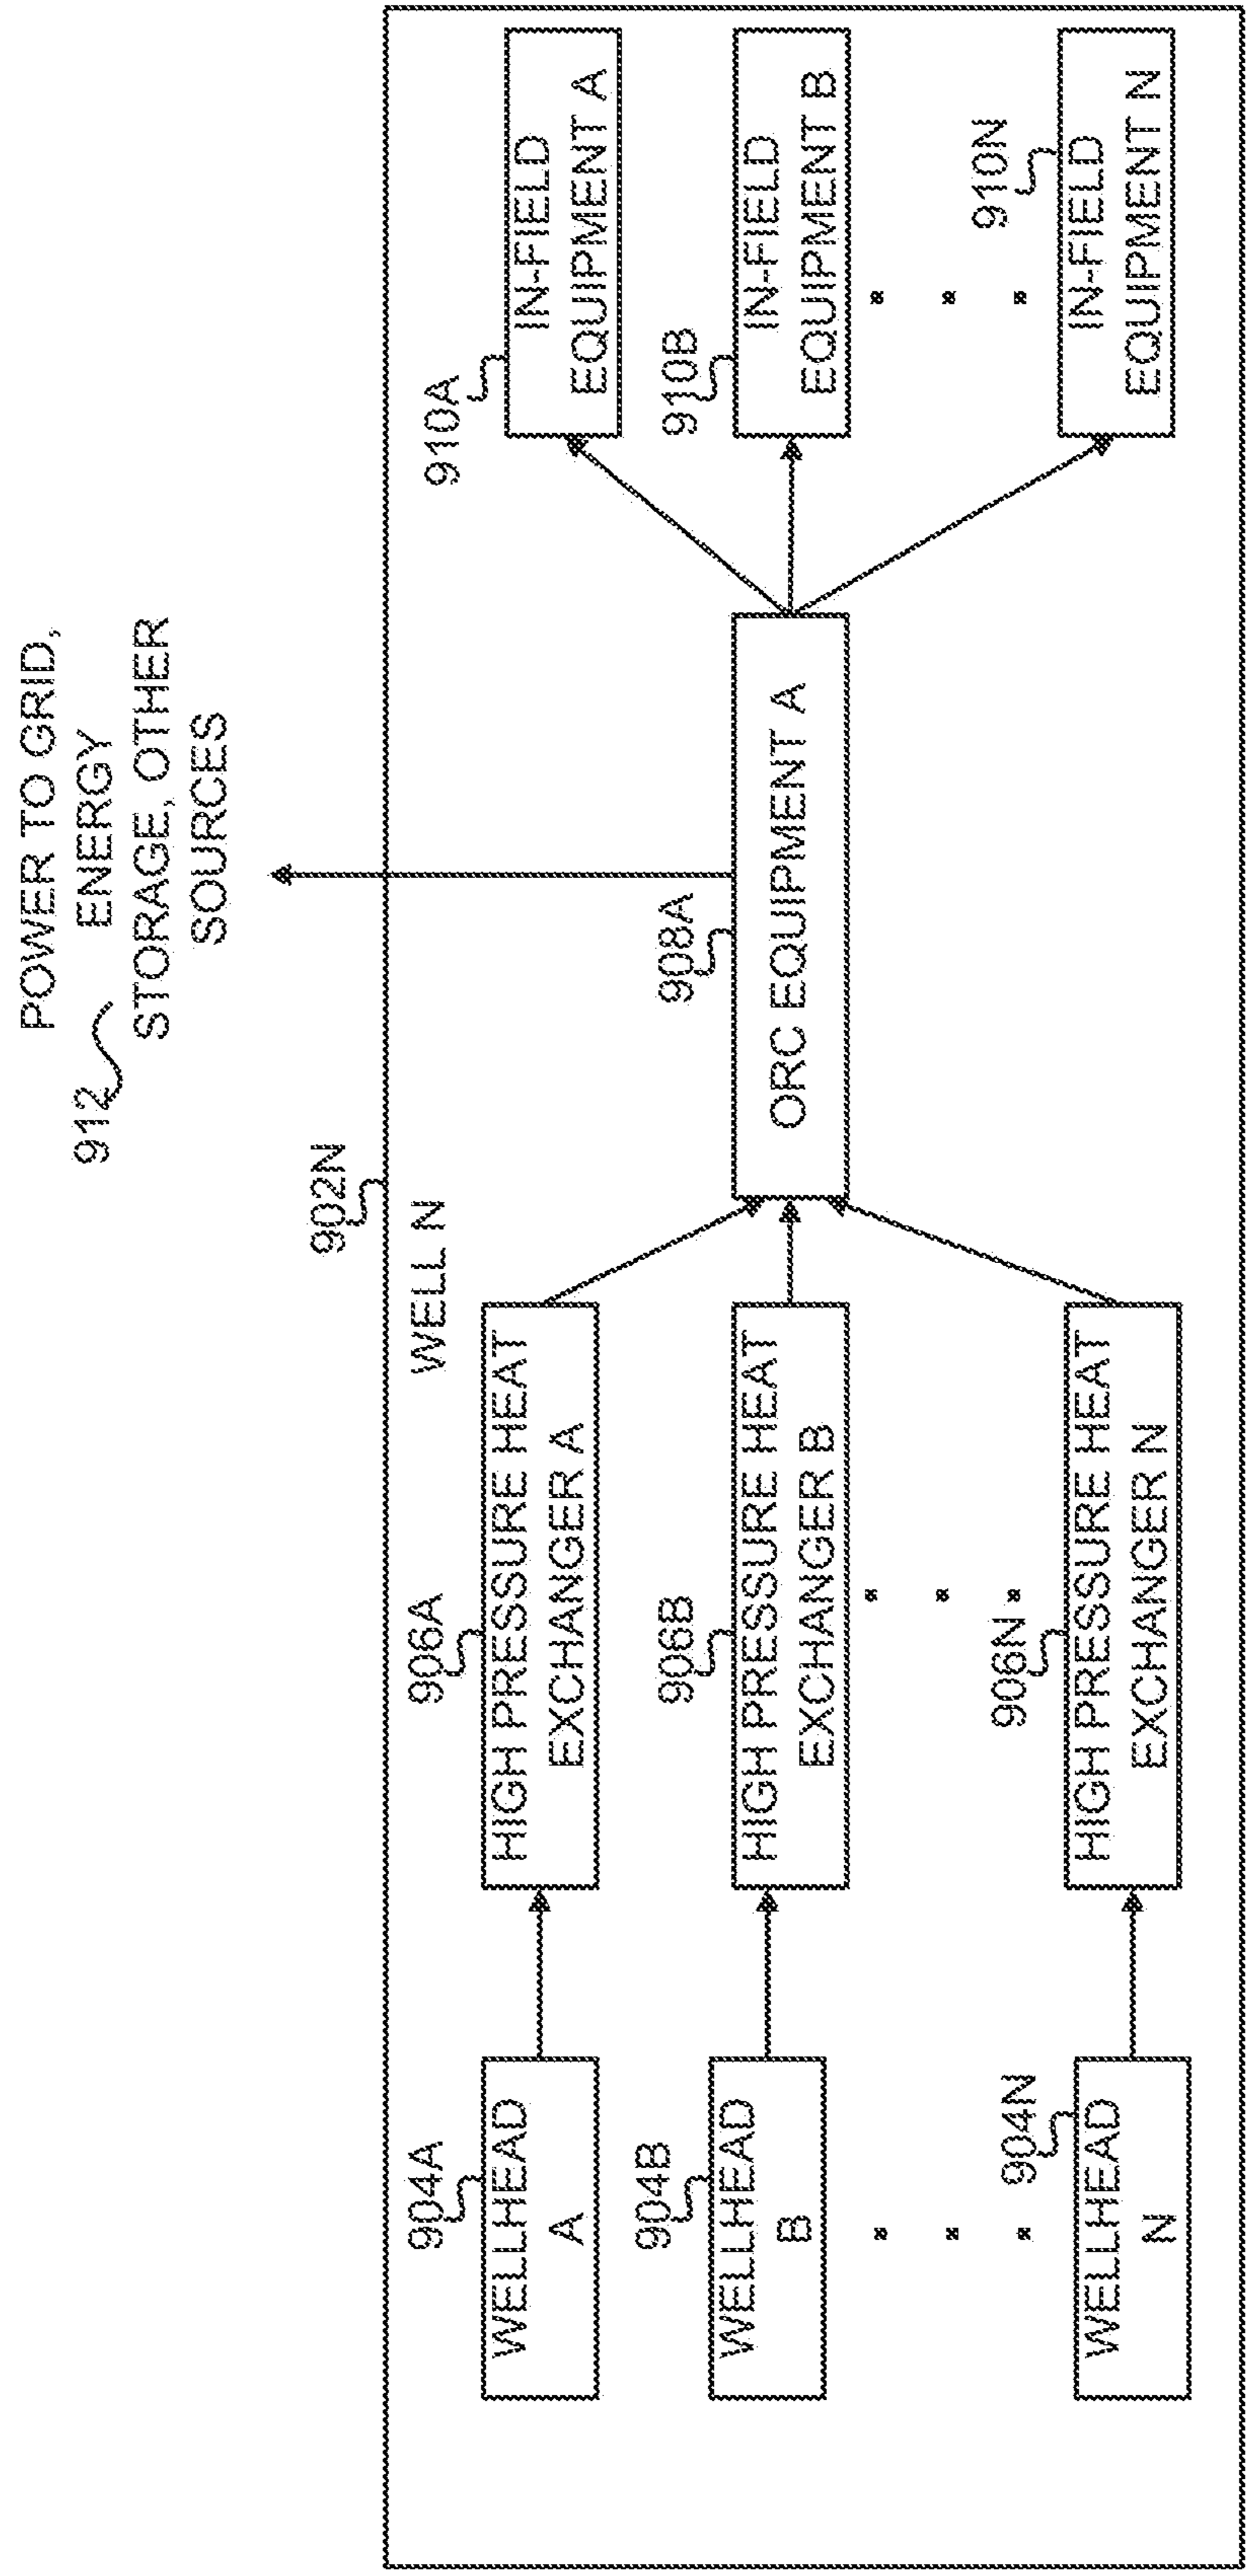 POWER TO GRID,
ENERGY
STORAGE, OTHER
SOURCES
912
902N
WELL N
904A
WELLHEAD
A
906A
HIGH PRESSURE HEAT
EXCHANGER A
910A
IN-FIELD
EQUIPMENT A
904B
WELLHEAD
B
906B
HIGH PRESSURE HEAT
EXCHANGER B
908A
ORC EQUIPMENT A
910B
IN-FIELD
EQUIPMENT B
904N
WELLHEAD
N
906N
HIGH PRESSURE HEAT
EXCHANGER N
910N
IN-FIELD
EQUIPMENT N